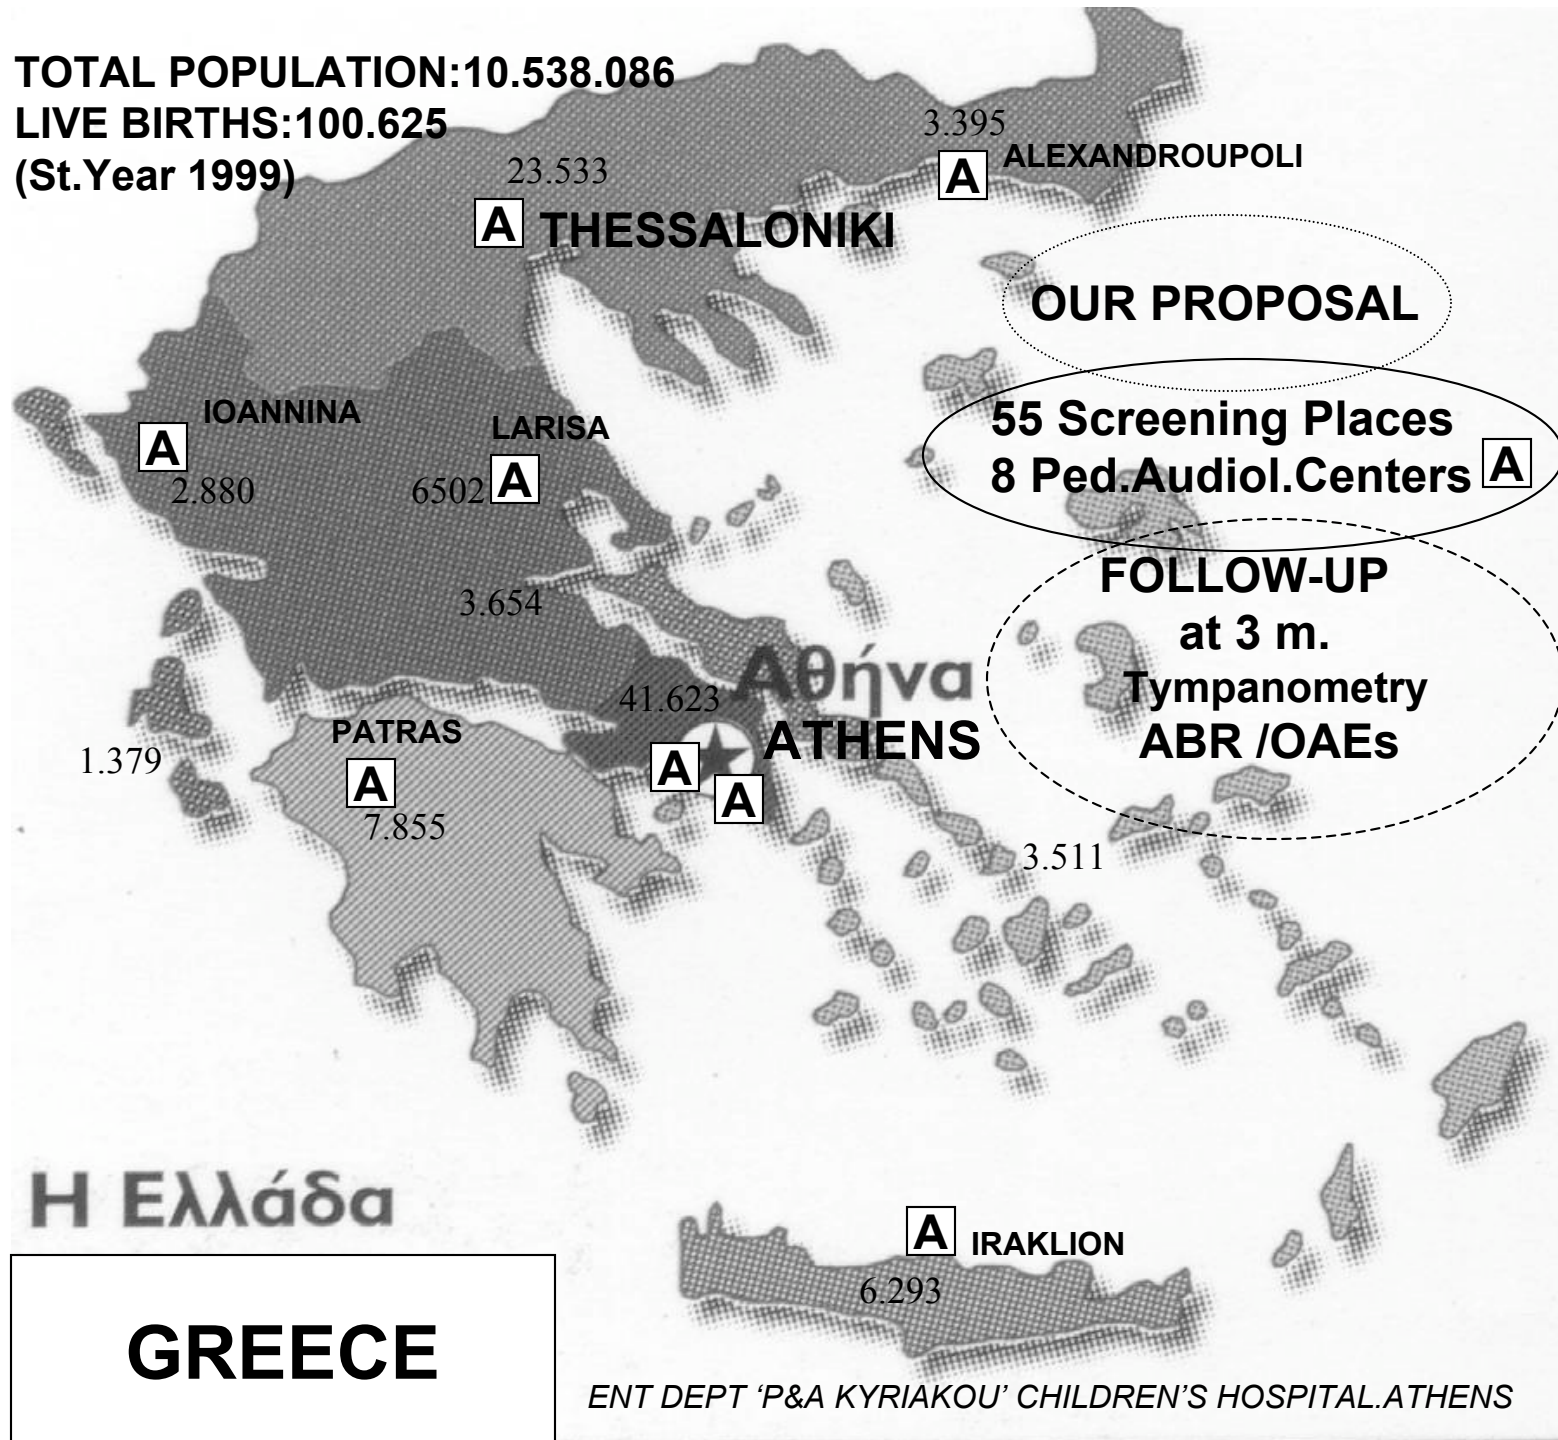 TOTAL POPULATION:10.538.086
LIVE BIRTHS:100.625
(St.Year 1999)
3.395
A ALEXANDROUPOLI
23.533
A THESSALONIKI
OUR PROPOSAL
55 Screening Places
8 Ped.Audiol.Centers A
IOANNINA
A
2.880
LARISA
6502 A
3.654
FOLLOW-UP
at 3 m.
Tympanometry
ABR /OAEs
Αθήνα
41.623
ATHENS
A
A
PATRAS
A
7.855
1.379
3.511
Η Ελλάδα
A IRAKLION
6.293
GREECE
ENT DEPT ‘P&A KYRIAKOU’ CHILDREN’S HOSPITAL.ATHENS